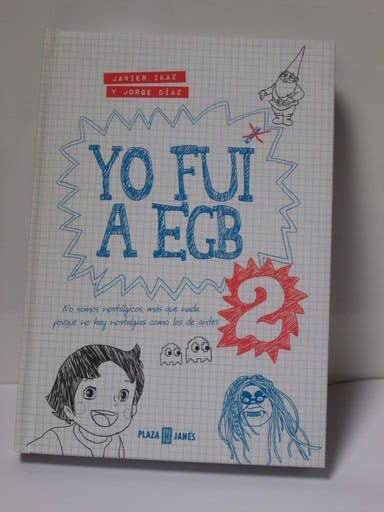 JAVIER IKAZ
Y JORGE DÍAZ
YO FUI
A EGB
2
No somos nostálgicos, más que nada
porque no hay nostalgias como las de antes
PLAZA JANÉS